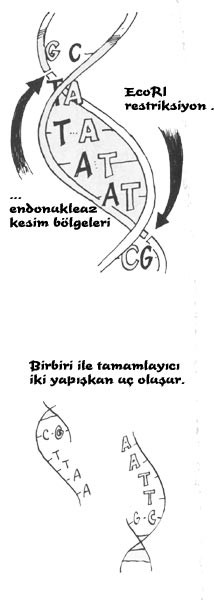 G C
T A
T A
A T
A T
C G
EcoRI
restriksiyon .
...
endonukleaz
kesim bölgeleri
Birbiri ile tamamlayıcı
iki yapışkan uç oluşur.
C G
T
T
A
A
A
A
T
T
G C